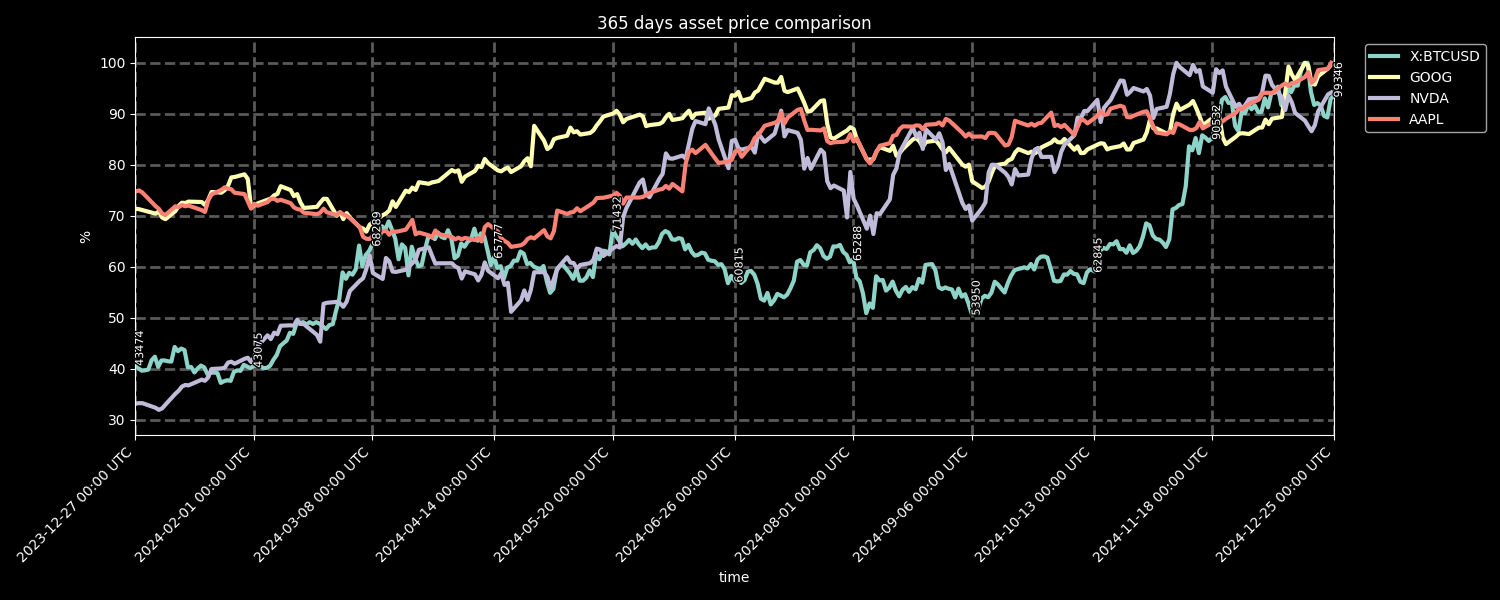 365 days asset price comparison
X:BTCUSD
GOOG
NVDA
AAPL
%
100
90
80
70
60
50
40
30
43474
43075
68289
65777
71432
60815
65288
53950
62845
90532
99346
2023-12-27 00:00 UTC
2024-02-01 00:00 UTC
2024-03-08 00:00 UTC
2024-04-14 00:00 UTC
2024-05-20 00:00 UTC
2024-06-26 00:00 UTC
2024-08-01 00:00 UTC
2024-09-06 00:00 UTC
2024-10-13 00:00 UTC
2024-11-18 00:00 UTC
2024-12-25 00:00 UTC
time